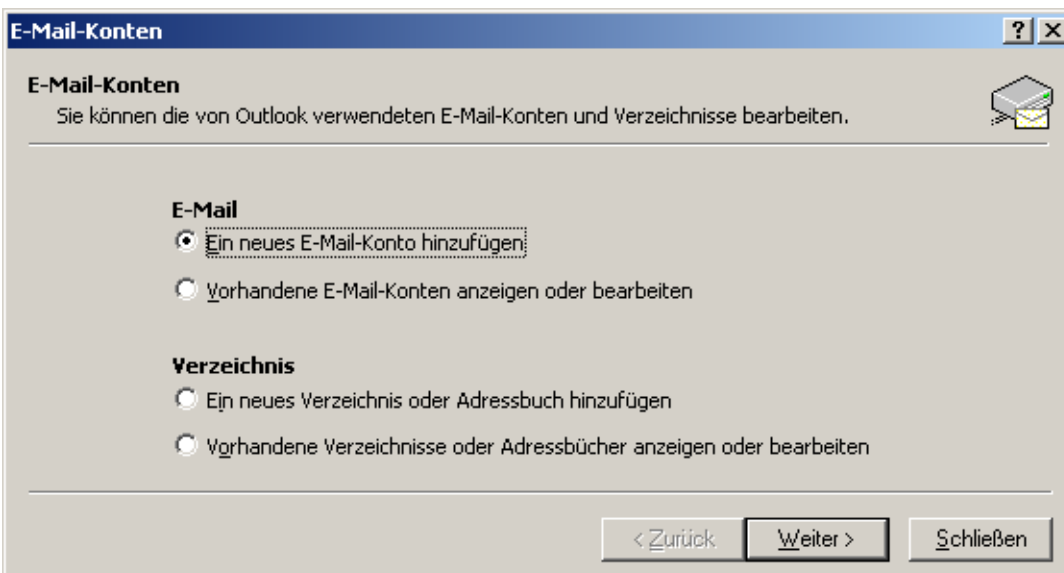 E-Mail-Konten
E-Mail-Konten
Sie können die von Outlook verwendeten E-Mail-Konten und Verzeichnisse bearbeiten.
E-Mail
Ein neues E-Mail-Konto hinzufügen
Vorhandene E-Mail-Konten anzeigen oder bearbeiten
Verzeichnis
Ein neues Verzeichnis oder Adressbuch hinzufügen
Vorhandene Verzeichnisse oder Adressbücher anzeigen oder bearbeiten
< Zurück Weiter > Schließen